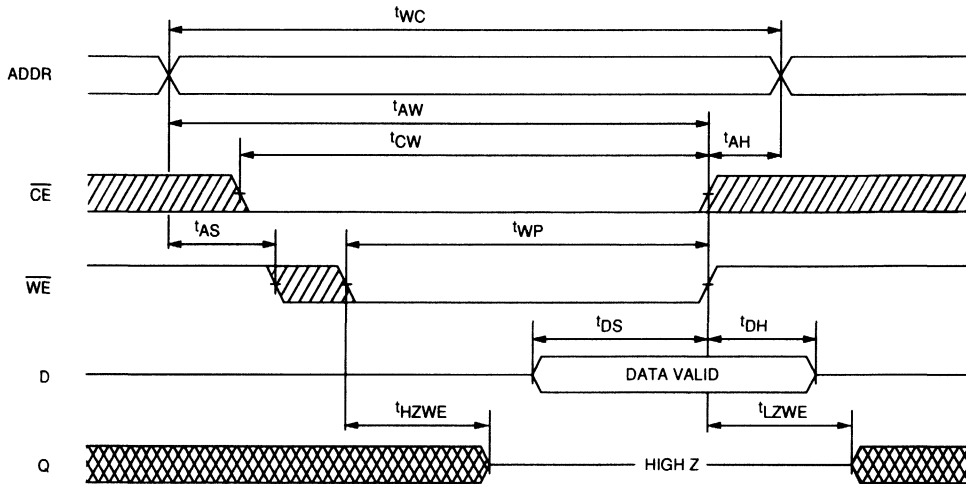 tWC
ADDR
tAW
tCW
tAH
CE
tAS
tWP
WE
tDS
tDH
D
DATA VALID
tHZWE
tLZWE
Q
HIGH Z